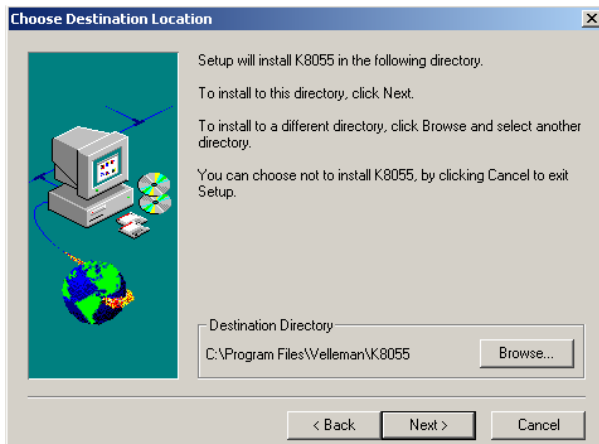 Choose Destination Location
Setup will install K8055 in the following directory.
To install to this directory, click Next.
To install to a different directory, click Browse and select another
directory.
You can choose not to install K8055, by clicking Cancel to exit
Setup.
Destination Directory
C:\Program Files\Velleman\K8055
Browse...
< Back
Next >
Cancel